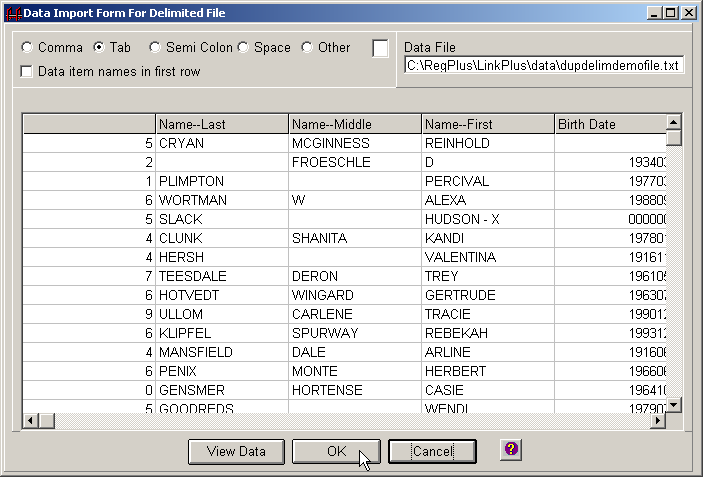 Data Import Form For Delimited File
Comma Tab Semi Colon Space Other
Data File
Data item names in first row
C:\RegPlus\LinkPlus\data\dupdelimdemofile.txt
Name--Last Name--Middle Name--First Birth Date
5 CRYAN MCGINNESS REINHOLD
2 FROESCHLE D 193403
1 PLIMPTON PERCIVAL 197703
6 WORTMAN W ALEXA 198809
5 SLACK HUDSON - X 000000
4 CLUNK SHANITA KANDI 197801
4 HERSH VALENTINA 191611
7 TEESDALE DERON TREY 196105
6 HOTVEDT WINGARD GERTRUDE 196307
9 ULLOM CARLENE TRACIE 199012
6 KLIPFEL SPURWAY REBEKAH 199312
4 MANSFIELD DALE ARLINE 191606
6 PENIX MONTE HERBERT 196606
0 GENSMER HORTENSE CASIE 196410
5 GOODREDS WENDI 197907
View Data OK Cancel ?